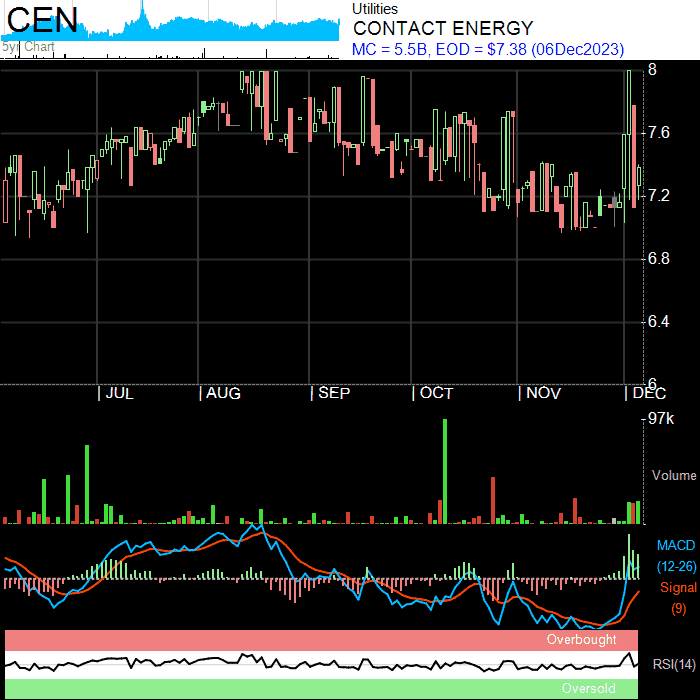 CEN
5yr Chart
Utilities
CONTACT ENERGY
MC = 5.5B, EOD = $7.38 (06Dec2023)
8
7.6
7.2
6.8
6.4
6
| JUL | AUG | SEP | OCT | NOV | DEC
97k
Volume
MACD
(12-26)
Signal
(9)
Overbought
RSI(14)
Oversold